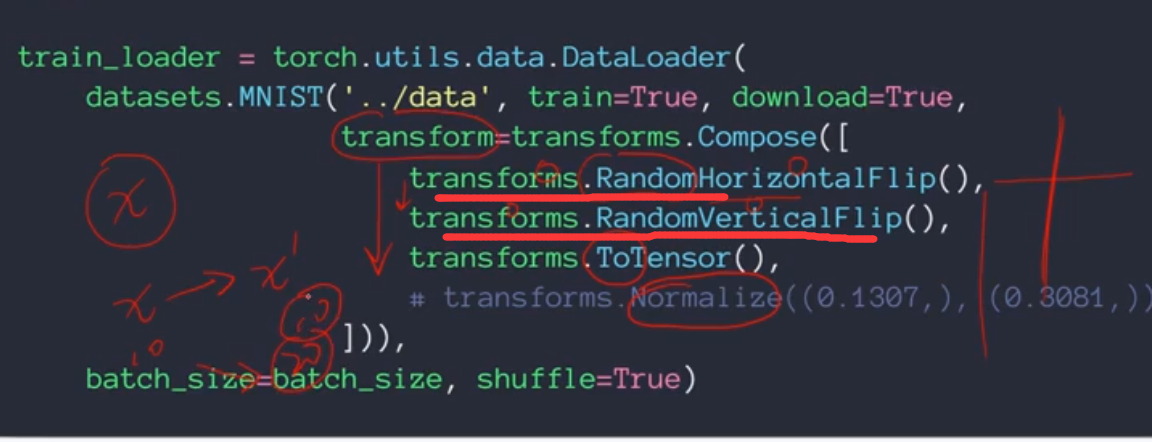 train_loader = torch.utils.data.DataLoader(
datasets.MNIST('../data', train=True, download=True,
transform=transforms.Compose([
transforms.RandomHorizontalFlip(),
transforms.RandomVerticalFlip(),
transforms.ToTensor(),
x
# transforms.Normalize((0.1307,), (0.3081,))
x → x'
])),
batch_size=batch_size, shuffle=True)